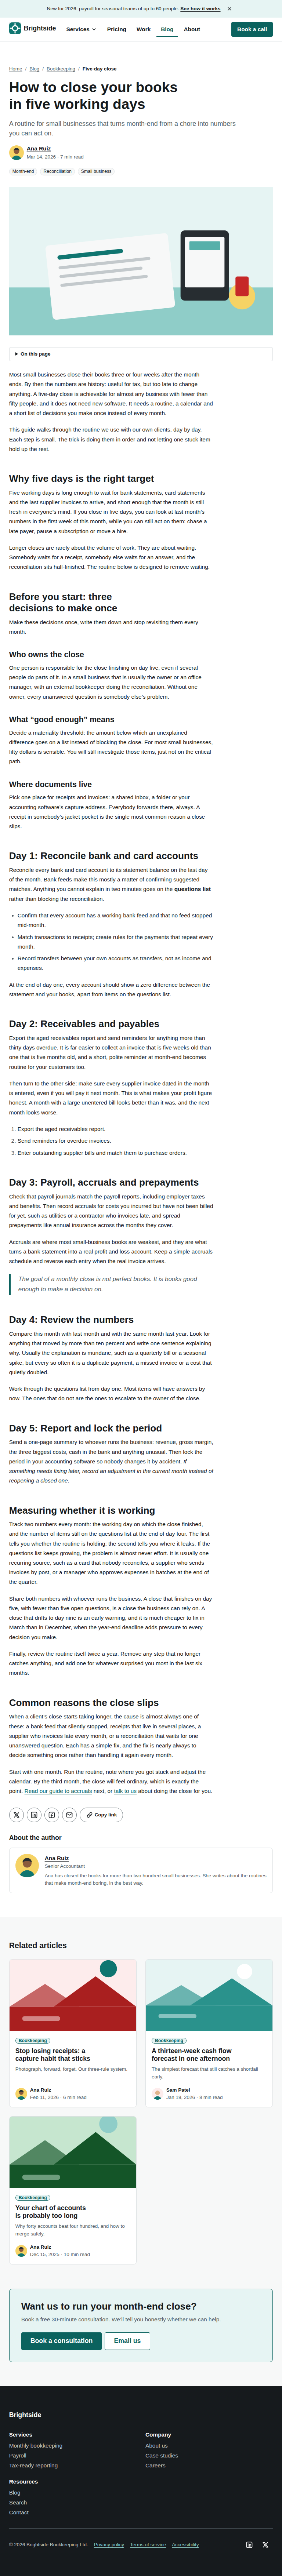 New for 2026: payroll for seasonal teams of up to 60 people. See how it works
Brightside
Services
Pricing
Work
Blog
About
Book a call
Home / Blog / Bookkeeping / Five-day close
How to close your books
in five working days
A routine for small businesses that turns month-end from a chore into numbers
you can act on.
Ana Ruiz
Mar 14, 2026 · 7 min read
Month-end
Reconciliation
Small business
On this page
Most small businesses close their books three or four weeks after the month
ends. By then the numbers are history: useful for tax, but too late to change
anything. A five-day close is achievable for almost any business with fewer than
fifty people, and it does not need new software. It needs a routine, a calendar and
a short list of decisions you make once instead of every month.
This guide walks through the routine we use with our own clients, day by day.
Each step is small. The trick is doing them in order and not letting one stuck item
hold up the rest.
Why five days is the right target
Five working days is long enough to wait for bank statements, card statements
and the last supplier invoices to arrive, and short enough that the month is still
fresh in everyone's mind. If you close in five days, you can look at last month's
numbers in the first week of this month, while you can still act on them: chase a
late payer, pause a subscription or move a hire.
Longer closes are rarely about the volume of work. They are about waiting.
Somebody waits for a receipt, somebody else waits for an answer, and the
reconciliation sits half-finished. The routine below is designed to remove waiting.
Before you start: three
decisions to make once
Make these decisions once, write them down and stop revisiting them every
month.
Who owns the close
One person is responsible for the close finishing on day five, even if several
people do parts of it. In a small business that is usually the owner or an office
manager, with an external bookkeeper doing the reconciliation. Without one
owner, every unanswered question is somebody else's problem.
What “good enough” means
Decide a materiality threshold: the amount below which an unexplained
difference goes on a list instead of blocking the close. For most small businesses,
fifty dollars is sensible. You will still investigate those items, just not on the critical
path.
Where documents live
Pick one place for receipts and invoices: a shared inbox, a folder or your
accounting software's capture address. Everybody forwards there, always. A
receipt in somebody's jacket pocket is the single most common reason a close
slips.
Day 1: Reconcile bank and card accounts
Reconcile every bank and card account to its statement balance on the last day
of the month. Bank feeds make this mostly a matter of confirming suggested
matches. Anything you cannot explain in two minutes goes on the questions list
rather than blocking the reconciliation.
• Confirm that every account has a working bank feed and that no feed stopped
mid-month.
• Match transactions to receipts; create rules for the payments that repeat every
month.
• Record transfers between your own accounts as transfers, not as income and
expenses.
At the end of day one, every account should show a zero difference between the
statement and your books, apart from items on the questions list.
Day 2: Receivables and payables
Export the aged receivables report and send reminders for anything more than
thirty days overdue. It is far easier to collect an invoice that is five weeks old than
one that is five months old, and a short, polite reminder at month-end becomes
routine for your customers too.
Then turn to the other side: make sure every supplier invoice dated in the month
is entered, even if you will pay it next month. This is what makes your profit figure
honest. A month with a large unentered bill looks better than it was, and the next
month looks worse.
1. Export the aged receivables report.
2. Send reminders for overdue invoices.
3. Enter outstanding supplier bills and match them to purchase orders.
Day 3: Payroll, accruals and prepayments
Check that payroll journals match the payroll reports, including employer taxes
and benefits. Then record accruals for costs you incurred but have not been billed
for yet, such as utilities or a contractor who invoices late, and spread
prepayments like annual insurance across the months they cover.
Accruals are where most small-business books are weakest, and they are what
turns a bank statement into a real profit and loss account. Keep a simple accruals
schedule and reverse each entry when the real invoice arrives.
The goal of a monthly close is not perfect books. It is books good
enough to make a decision on.
Day 4: Review the numbers
Compare this month with last month and with the same month last year. Look for
anything that moved by more than ten percent and write one sentence explaining
why. Usually the explanation is mundane, such as a quarterly bill or a seasonal
spike, but every so often it is a duplicate payment, a missed invoice or a cost that
quietly doubled.
Work through the questions list from day one. Most items will have answers by
now. The ones that do not are the ones to escalate to the owner of the close.
Day 5: Report and lock the period
Send a one-page summary to whoever runs the business: revenue, gross margin,
the three biggest costs, cash in the bank and anything unusual. Then lock the
period in your accounting software so nobody changes it by accident. If
something needs fixing later, record an adjustment in the current month instead of
reopening a closed one.
Measuring whether it is working
Track two numbers every month: the working day on which the close finished,
and the number of items still on the questions list at the end of day four. The first
tells you whether the routine is holding; the second tells you where it leaks. If the
questions list keeps growing, the problem is almost never effort. It is usually one
recurring source, such as a card that nobody reconciles, a supplier who sends
invoices by post, or a manager who approves expenses in batches at the end of
the quarter.
Share both numbers with whoever runs the business. A close that finishes on day
five, with fewer than five open questions, is a close the business can rely on. A
close that drifts to day nine is an early warning, and it is much cheaper to fix in
March than in December, when the year-end deadline adds pressure to every
decision you make.
Finally, review the routine itself twice a year. Remove any step that no longer
catches anything, and add one for whatever surprised you most in the last six
months.
Common reasons the close slips
When a client's close starts taking longer, the cause is almost always one of
these: a bank feed that silently stopped, receipts that live in several places, a
supplier who invoices late every month, or a reconciliation that waits for one
unanswered question. Each has a simple fix, and the fix is nearly always to
decide something once rather than handling it again every month.
Start with one month. Run the routine, note where you got stuck and adjust the
calendar. By the third month, the close will feel ordinary, which is exactly the
point. Read our guide to accruals next, or talk to us about doing the close for you.
Copy link
About the author
Ana Ruiz
Senior Accountant
Ana has closed the books for more than two hundred small businesses. She writes about the routines
that make month-end boring, in the best way.
Related articles
Bookkeeping
Stop losing receipts: a
capture habit that sticks
Photograph, forward, forget. Our three-rule system.
Ana Ruiz
Feb 11, 2026 · 6 min read
Bookkeeping
A thirteen-week cash flow
forecast in one afternoon
The simplest forecast that still catches a shortfall
early.
Sam Patel
Jan 19, 2026 · 8 min read
Bookkeeping
Your chart of accounts
is probably too long
Why forty accounts beat four hundred, and how to
merge safely.
Ana Ruiz
Dec 15, 2025 · 10 min read
Want us to run your month-end close?
Book a free 30-minute consultation. We'll tell you honestly whether we can help.
Book a consultation
Email us
Brightside
Services
Monthly bookkeeping
Payroll
Tax-ready reporting
Company
About us
Case studies
Careers
Resources
Blog
Search
Contact
© 2026 Brightside Bookkeeping Ltd.
Privacy policy
Terms of service
Accessibility